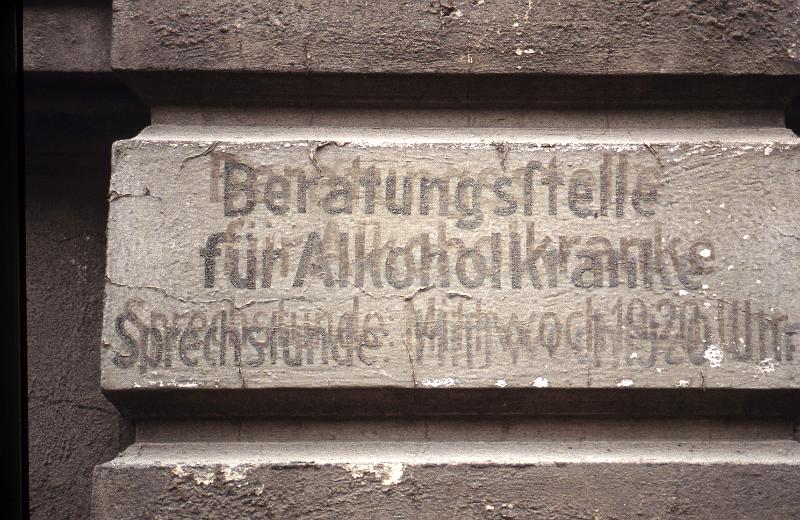 Beratungsstelle
für Alkoholkranke
Sprechstunde: Mittwoch 19-20 Uhr